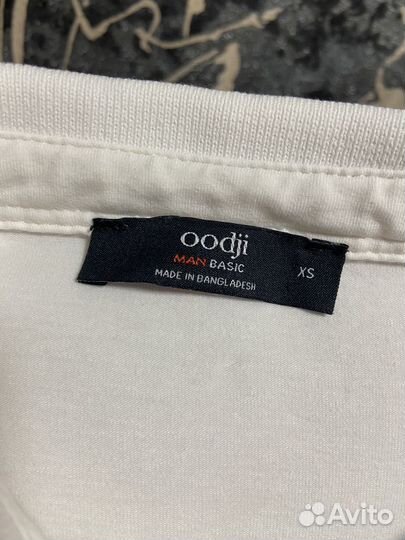 oodji
MAN BASIC
MADE IN BANGLADESH
XS
Avito